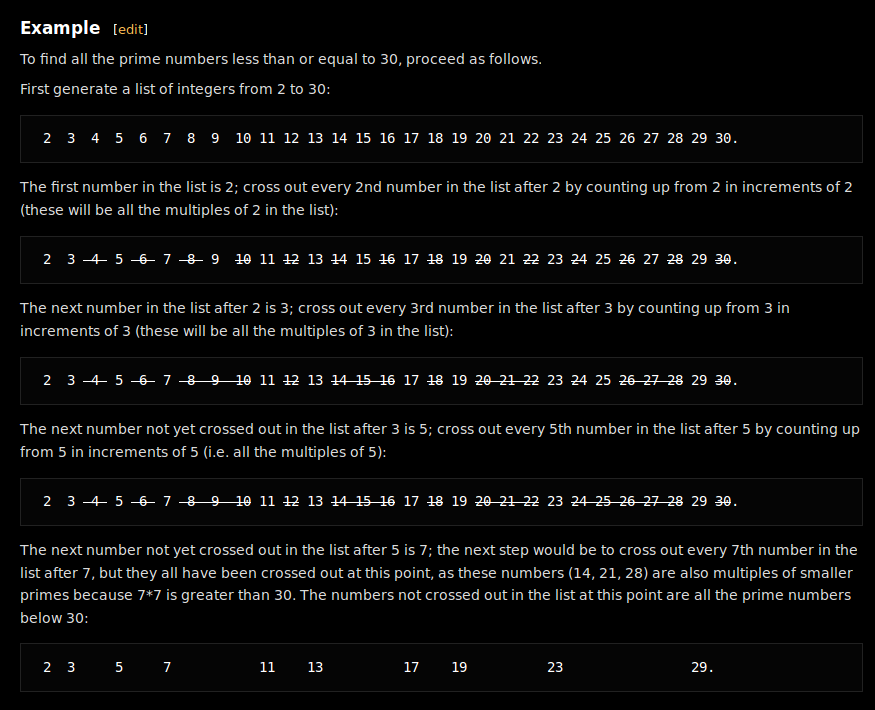 Example [edit]
To find all the prime numbers less than or equal to 30, proceed as follows.
First generate a list of integers from 2 to 30:
2 3 4 5 6 7 8 9 10 11 12 13 14 15 16 17 18 19 20 21 22 23 24 25 26 27 28 29 30.
The first number in the list is 2; cross out every 2nd number in the list after 2 by counting up from 2 in increments of 2
(these will be all the multiples of 2 in the list):
2 3 4 5 6 7 8 9 10 11 12 13 14 15 16 17 18 19 20 21 22 23 24 25 26 27 28 29 30.
The next number in the list after 2 is 3; cross out every 3rd number in the list after 3 by counting up from 3 in
increments of 3 (these will be all the multiples of 3 in the list):
2 3 4 5 6 7 8 9 10 11 12 13 14 15 16 17 18 19 20 21 22 23 24 25 26 27 28 29 30.
The next number not yet crossed out in the list after 3 is 5; cross out every 5th number in the list after 5 by counting up
from 5 in increments of 5 (i.e. all the multiples of 5):
2 3 4 5 6 7 8 9 10 11 12 13 14 15 16 17 18 19 20 21 22 23 24 25 26 27 28 29 30.
The next number not yet crossed out in the list after 5 is 7; the next step would be to cross out every 7th number in the
list after 7, but they all have been crossed out at this point, as these numbers (14, 21, 28) are also multiples of smaller
primes because 7*7 is greater than 30. The numbers not crossed out in the list at this point are all the prime numbers
below 30:
2 3 5 7 11 13 17 19 23 29.